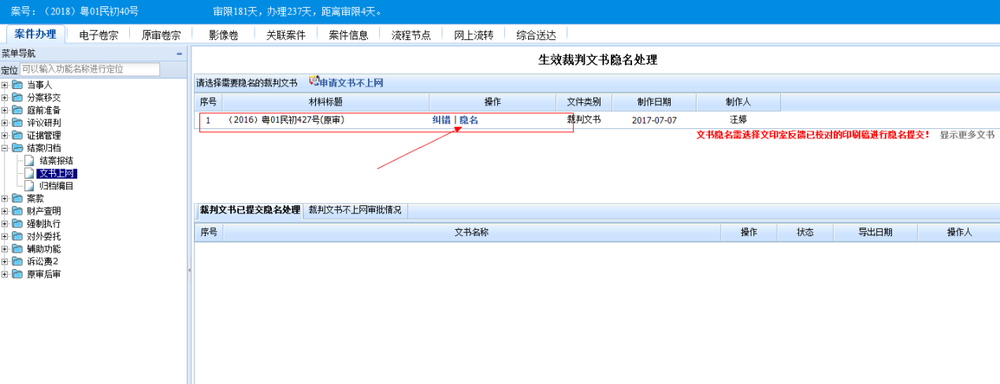 案号：（2018）粤01民初40号 审限181天，办理237天，距离审限4天。
案件办理 电子卷宗 原审卷宗 影像卷 关联案件 案件信息 流程节点 网上流转 综合送达
菜单导航
定位 可以输入功能名称进行定位
当事人
分案移交
庭前准备
评议研判
证据管理
结案归档
结案报结
文书上网
归档编目
案款
财产查明
强制执行
对外委托
辅助功能
诉讼费2
原审后审
生效裁判文书隐名处理
请选择需要隐名的裁判文书 申请文书不上网
序号 材料标题 操作 文件类别 制作日期 制作人
1 （2016）粤01民初427号(原审) 纠错 | 隐名 裁判文书 2017-07-07 汪婷
文书隐名需选择文印室反馈已校对的印刷稿进行隐名提交！ 显示更多文书
裁判文书已提交隐名处理 裁判文书不上网审批情况
序号 文书名称 操作 状态 导出日期 操作人